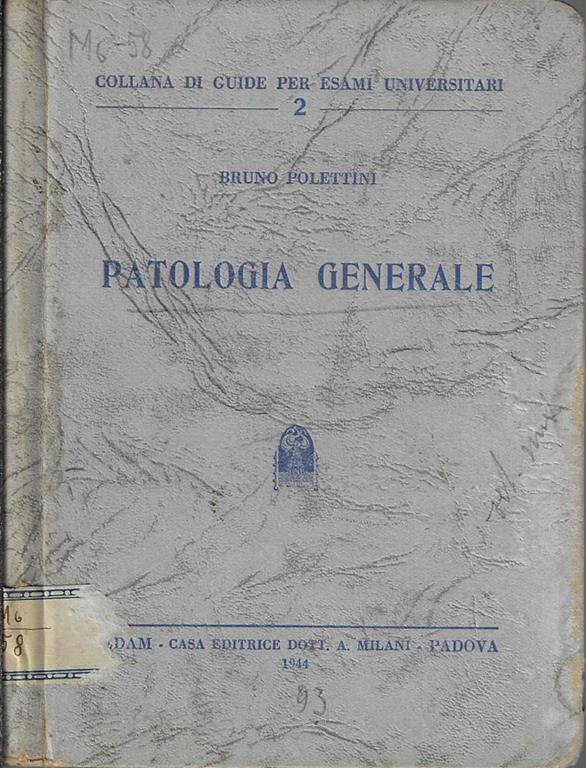 M6-58
COLLANA DI GUIDE PER ESAMI UNIVERSITARI
2
BRUNO POLETTINI
PATOLOGIA GENERALE
M6
58
DAM - CASA EDITRICE DOTT. A. MILANI - PADOVA
1944
93